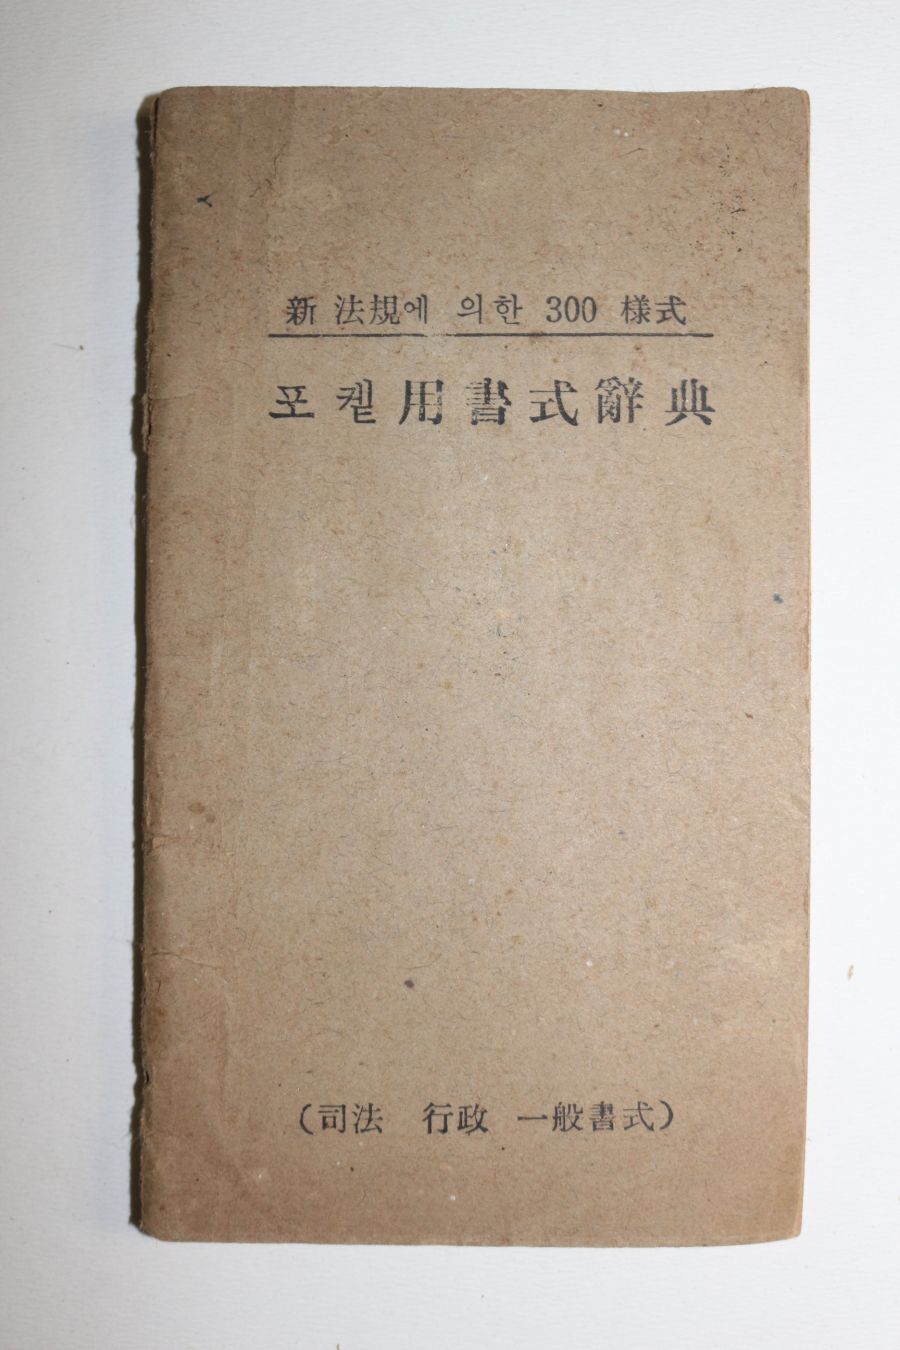 新 法規에 의한 300 様式
포켙用書式辭典
(司法 行政 一般書式)